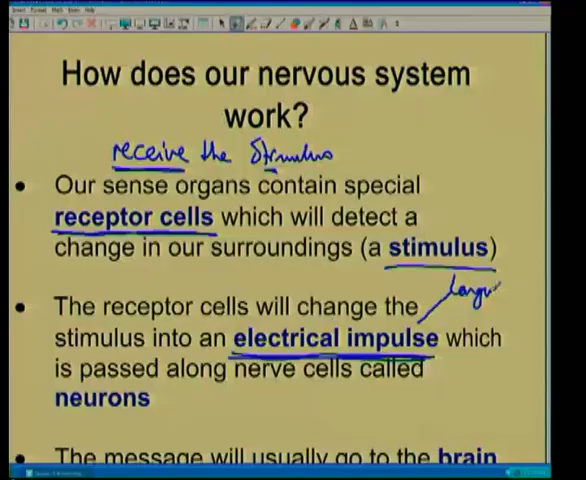 How does our nervous system
work?
receive the Stimulus
• Our sense organs contain special
receptor cells which will detect a
change in our surroundings (a stimulus)
• The receptor cells will change the
stimulus into an electrical impulse which
is passed along nerve cells called
neurons
• The message will usually go to the brain